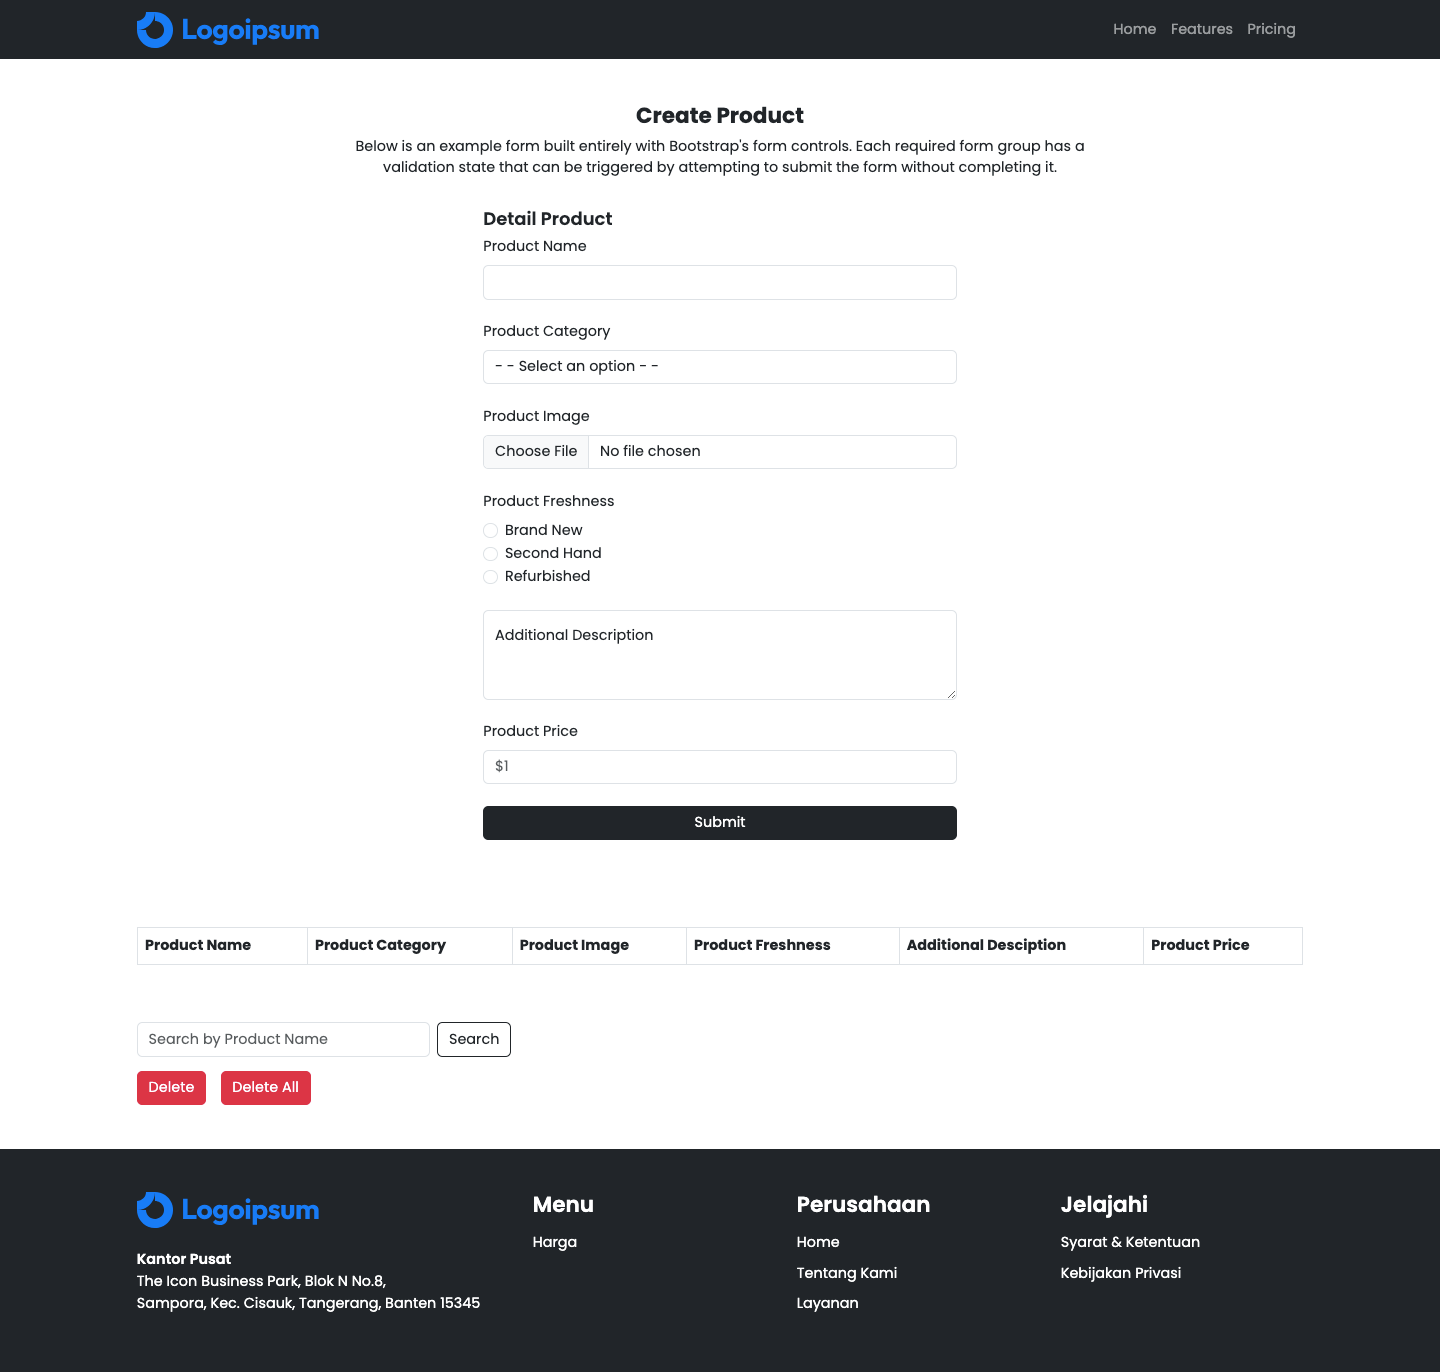 Logoipsum
Home Features Pricing
Create Product
Below is an example form built entirely with Bootstrap's form controls. Each required form group has a
validation state that can be triggered by attempting to submit the form without completing it.
Detail Product
Product Name
Product Category
- - Select an option - -
Product Image
Choose File No file chosen
Product Freshness
Brand New
Second Hand
Refurbished
Additional Description
Product Price
$1
Submit
Product Name Product Category Product Image Product Freshness Additional Desciption Product Price
Search by Product Name Search
Delete Delete All
Logoipsum
Kantor Pusat
The Icon Business Park, Blok N No.8,
Sampora, Kec. Cisauk, Tangerang, Banten 15345
Menu
Harga
Perusahaan
Home
Tentang Kami
Layanan
Jelajahi
Syarat & Ketentuan
Kebijakan Privasi